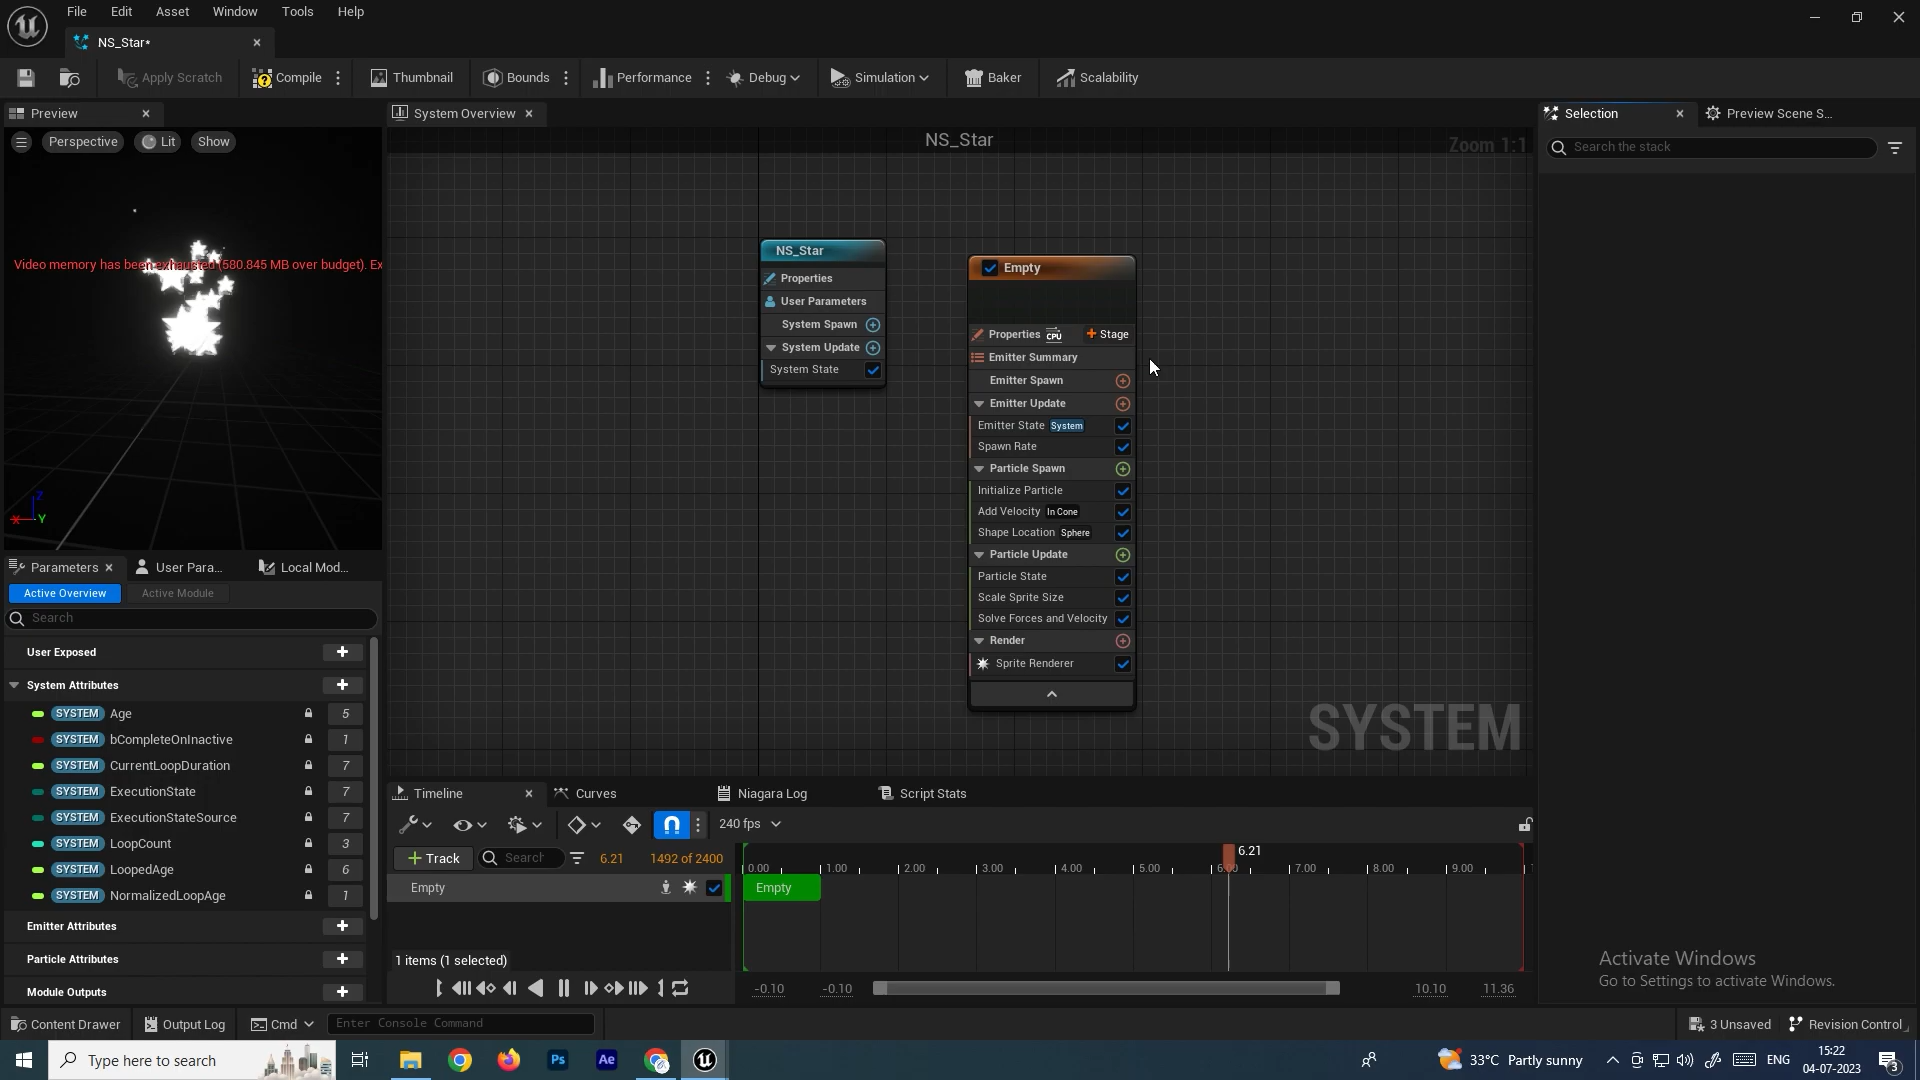 File Edit Asset Window Tools Help
NS_Star*
Apply Scratch Compile Thumbnail Bounds Performance Debug Simulation Baker Scalability
Preview
System Overview
Selection
Preview Scene S...
Perspective Lit Show
NS_Star
Zoom 1:1
Search the stack
Video memory has been exhausted (580.845 MB over budget). Ex
Z
X
Y
NS_Star
Properties
User Parameters
System Spawn
System Update
System State
Empty
Properties CPU Stage
Emitter Summary
Emitter Spawn
Emitter Update
Emitter State System
Spawn Rate
Particle Spawn
Initialize Particle
Add Velocity In Cone
Shape Location Sphere
Particle Update
Particle State
Scale Sprite Size
Solve Forces and Velocity
Render
Sprite Renderer
SYSTEM
Parameters User Para... Local Mod...
Active Overview Active Module
Search
User Exposed
System Attributes
SYSTEM Age 5
SYSTEM bCompleteOnInactive 1
SYSTEM CurrentLoopDuration 7
SYSTEM ExecutionState 7
SYSTEM ExecutionStateSource 7
SYSTEM LoopCount 3
SYSTEM LoopedAge 6
SYSTEM NormalizedLoopAge 1
Emitter Attributes
Particle Attributes
Module Outputs
Timeline Curves Niagara Log Script Stats
240 fps
Track Search 6.21 1492 of 2400
6.21
0.00 1.00 2.00 3.00 4.00 5.00 6.00 7.00 8.00 9.00
Empty
Empty
1 items (1 selected)
-0.10 -0.10 10.10 11.36
Activate Windows
Go to Settings to activate Windows.
Content Drawer Output Log Cmd Enter Console Command
3 Unsaved Revision Control
Type here to search
Ps
Ae
33°C Partly sunny
ENG
15:22
04-07-2023
3